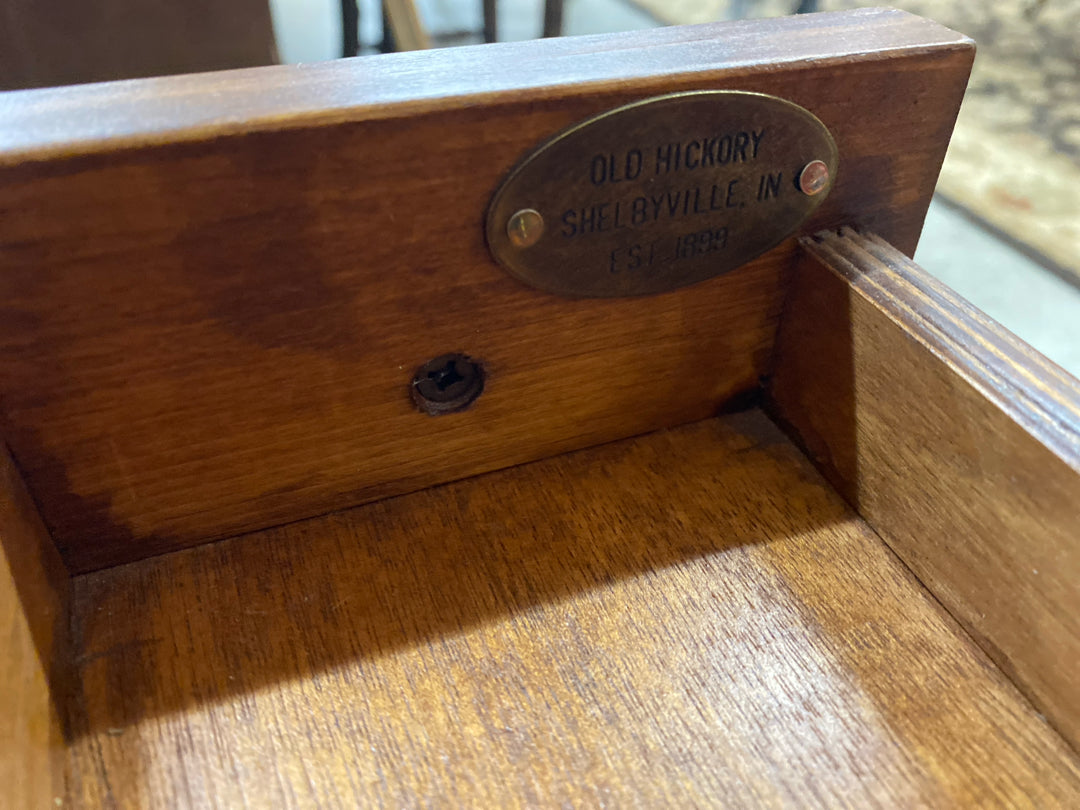 OLD HICKORY
SHELBYVILLE, IN
EST. 1899